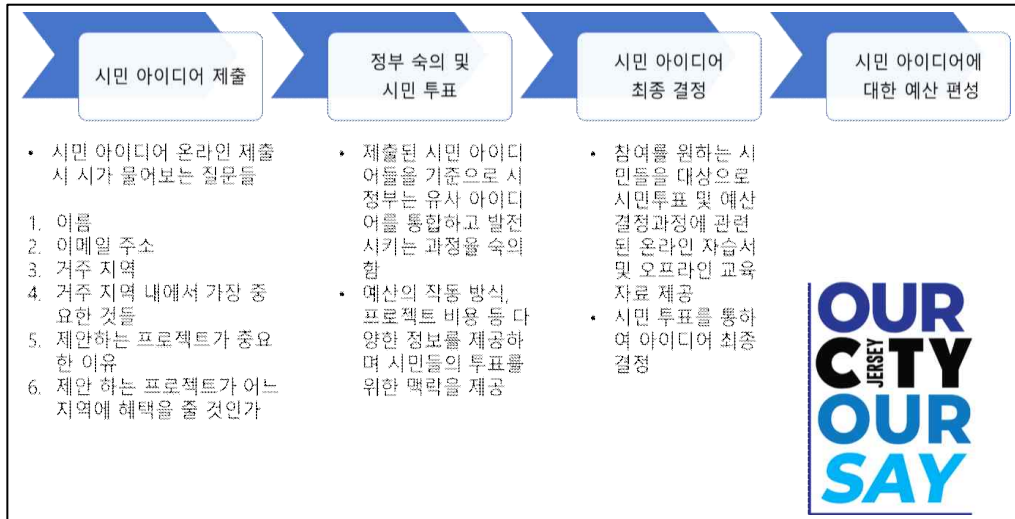 시민 아이디어 제출
정부 숙의 및
시민 투표
시민 아이디어
최종 결정
시민 아이디어에
대한 예산 편성
• 시민 아이디어 온라인 제출
시 시가 물어보는 질문들
1. 이름
2. 이메일 주소
3. 거주 지역
4. 거주 지역 내에서 가장 중
요한 것들
5. 제안하는 프로젝트가 중요
한 이유
6. 제안 하는 프로젝트가 어느
지역에 혜택을 줄 것인가
• 제출된 시민 아이디
어들을 기준으로 시
정부는 유사 아이디
어를 통합하고 발전
시키는 과정을 숙의
함
• 예산의 작동 방식,
프로젝트 비용 등 다
양한 정보를 제공하
며 시민들의 투표를
위한 맥락을 제공
• 참여를 원하는 시
민들을 대상으로
시민투표 및 예산
결정과정에 관련
된 온라인 자습서
및 오프라인 교육
자료 제공
• 시민 투표를 통하
여 아이디어 최종
결정
OUR
CITY
JERSEY
OUR
SAY